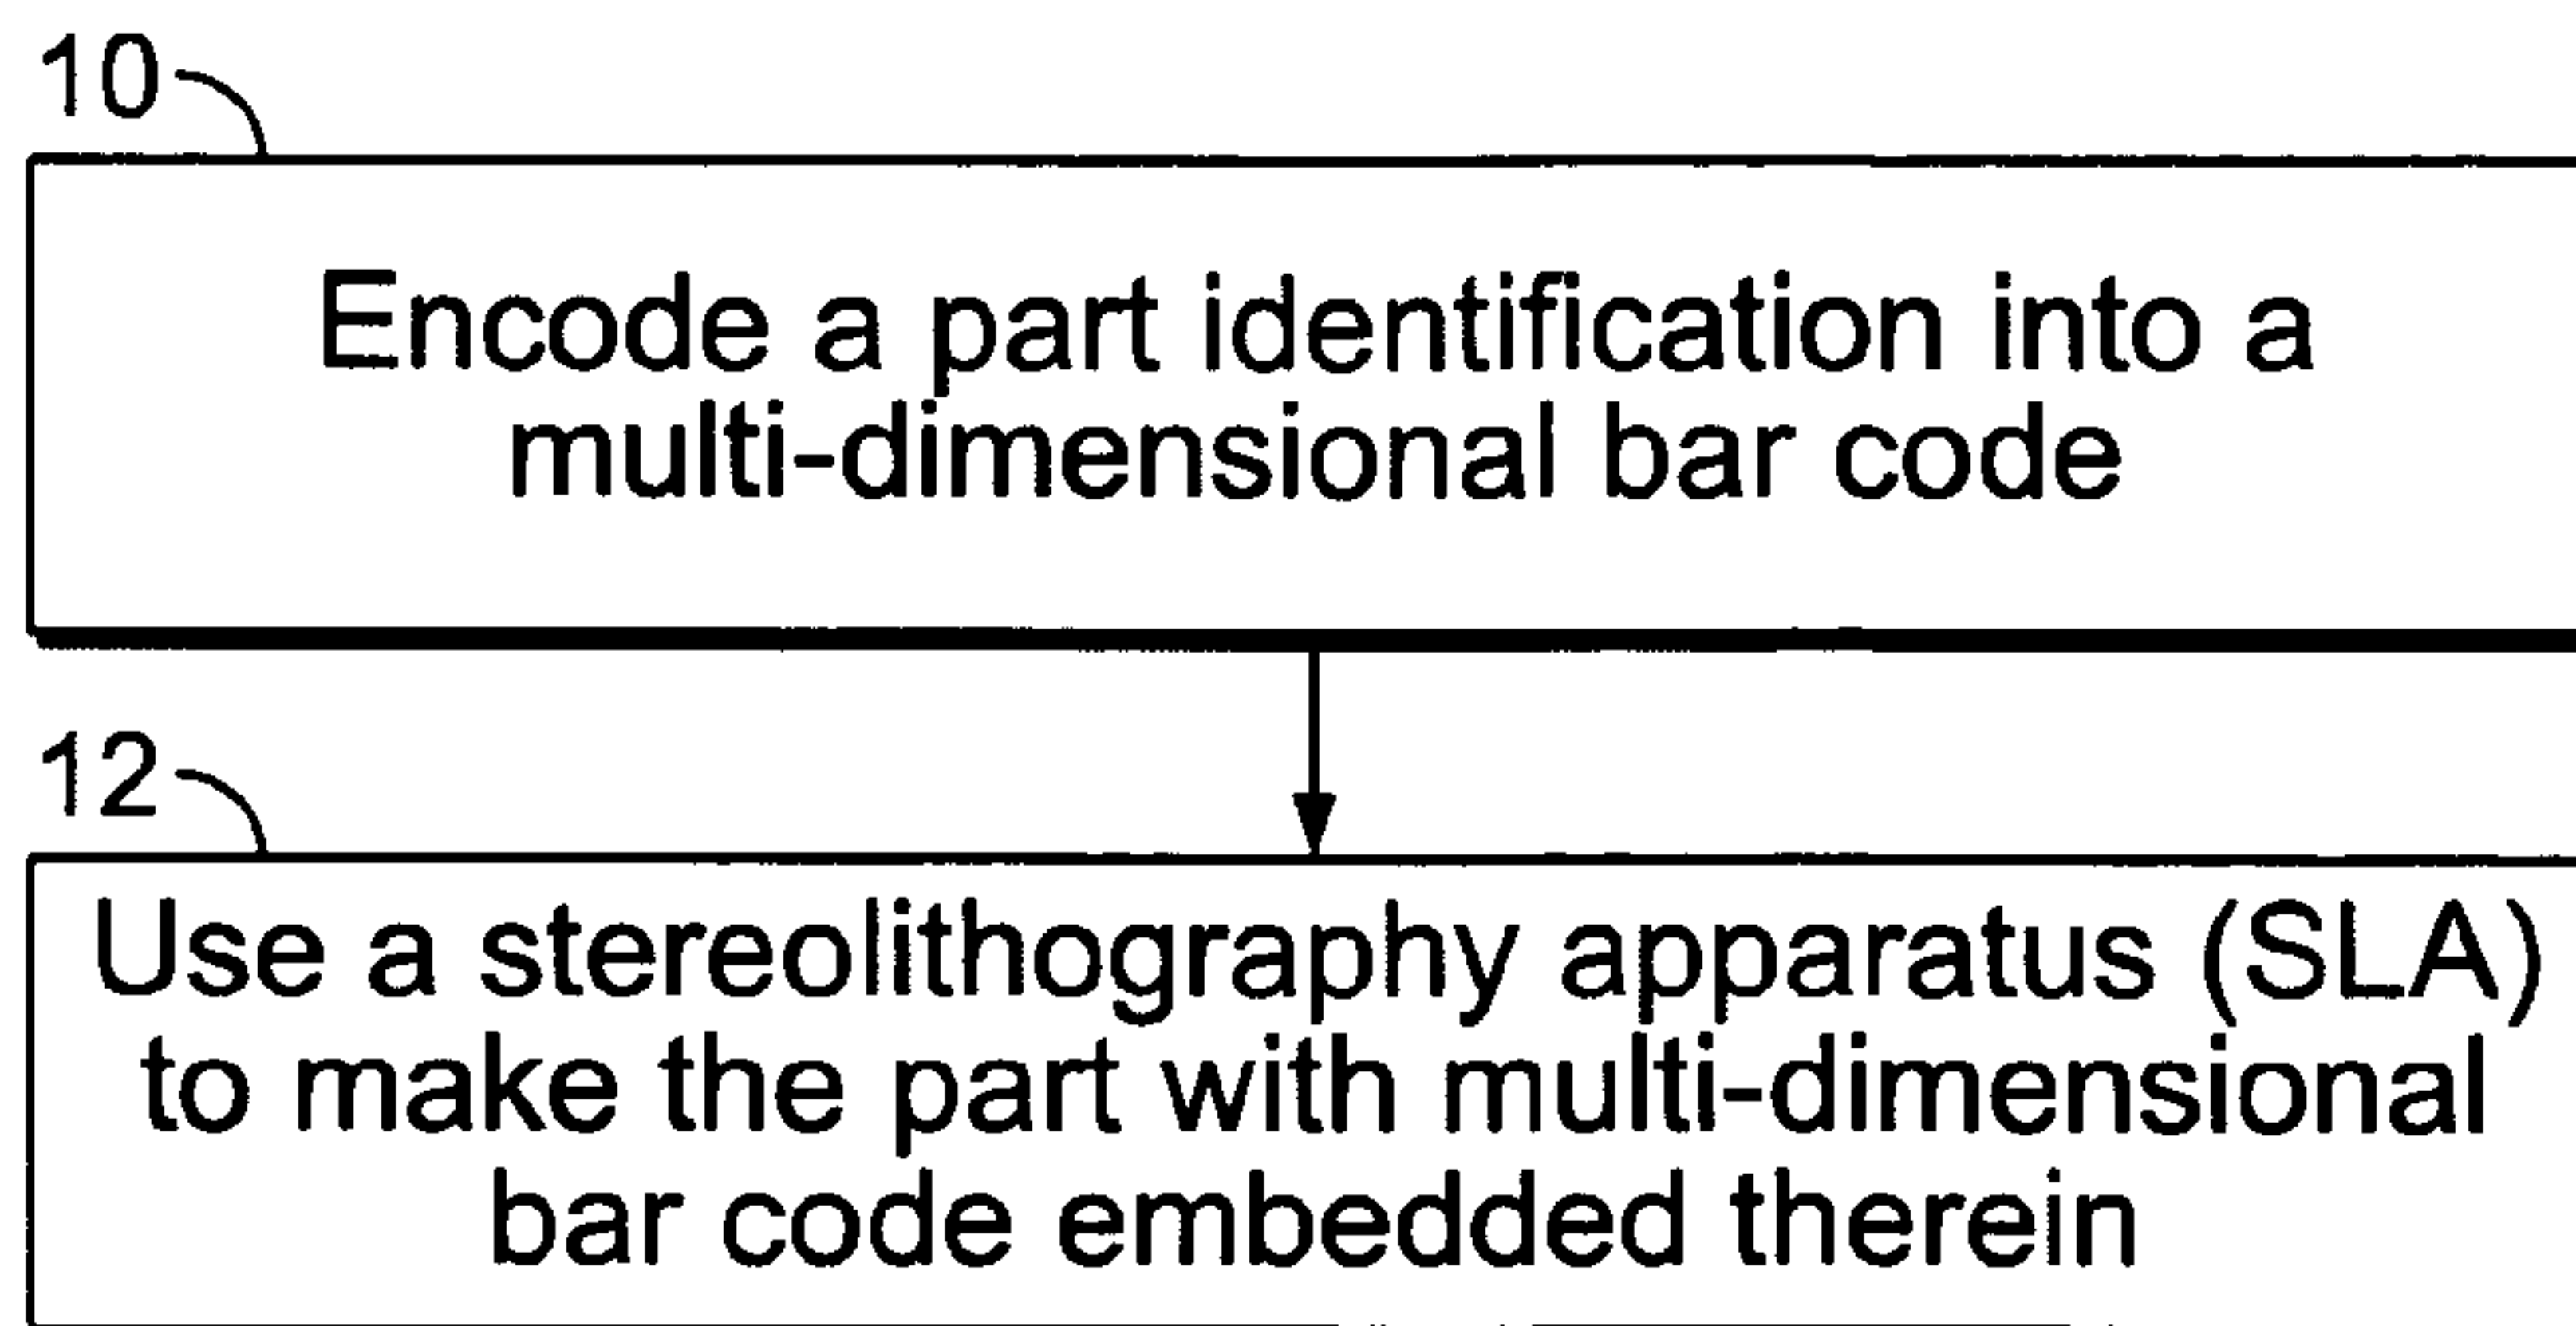 10
Encode a part identification into a
multi-dimensional bar code
12
Use a stereolithography apparatus (SLA)
to make the part with multi-dimensional
bar code embedded therein